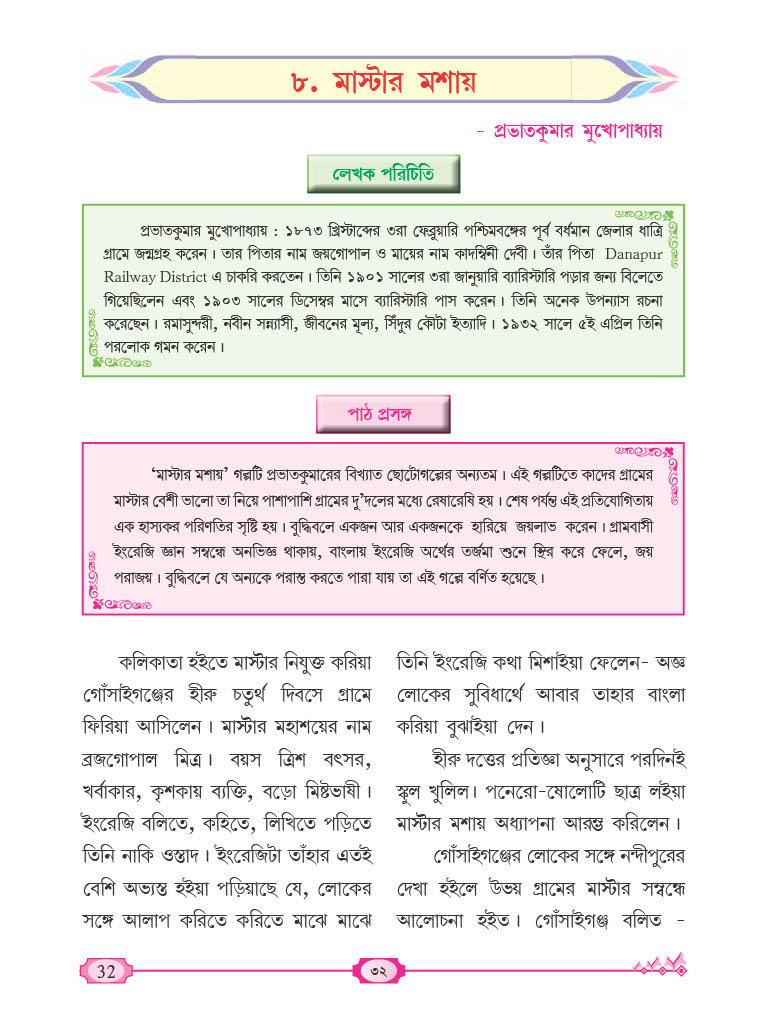 ৮. মাস্টার মশায়
- প্রভাতকুমার মুখোপাধ্যায়
লেখক পরিচিতি
প্রভাতকুমার মুখোপাধ্যায় : ১৮৭৩ খ্রিস্টাব্দের ৩রা ফেব্রুয়ারি পশ্চিমবঙ্গের পূর্ব বর্ধমান জেলার ধাত্রি
গ্রামে জন্মগ্রহ করেন। তার পিতার নাম জয়গোপাল ও মায়ের নাম কাদম্বিনী দেবী। তাঁর পিতা Danapur
Railway District এ চাকরি করতেন। তিনি ১৯০১ সালের ৩রা জানুয়ারি ব্যারিস্টারি পড়ার জন্য বিলেতে
গিয়েছিলেন এবং ১৯০৩ সালের ডিসেম্বর মাসে ব্যারিস্টারি পাস করেন। তিনি অনেক উপন্যাস রচনা
করেছেন। রমাসুন্দরী, নবীন সন্ন্যাসী, জীবনের মূল্য, সিঁদুর কৌটা ইত্যাদি। ১৯৩২ সালে ৫ই এপ্রিল তিনি
পরলোক গমন করেন।
পাঠ প্রসঙ্গ
‘মাস্টার মশায়’ গল্পটি প্রভাতকুমারের বিখ্যাত ছোটোগল্পের অন্যতম। এই গল্পটিতে কাদের গ্রামের
মাস্টার বেশী ভালো তা নিয়ে পাশাপাশি গ্রামের দু’দলের মধ্যে রেষারেষি হয়। শেষ পর্যন্ত এই প্রতিযোগিতায়
এক হাস্যকর পরিণতির সৃষ্টি হয়। বুদ্ধিবলে একজন আর একজনকে হারিয়ে জয়লাভ করেন। গ্রামবাসী
ইংরেজি জ্ঞান সম্বন্ধে অনভিজ্ঞ থাকায়, বাংলায় ইংরেজি অর্থের তর্জমা শুনে স্থির করে ফেলে, জয়
পরাজয়। বুদ্ধিবলে যে অন্যকে পরাস্ত করতে পারা যায় তা এই গল্পে বর্ণিত হয়েছে।
কলিকাতা হইতে মাস্টার নিযুক্ত করিয়া
গোঁসাইগঞ্জের হীরু চতুর্থ দিবসে গ্রামে
ফিরিয়া আসিলেন। মাস্টার মহাশয়ের নাম
ব্রজগোপাল মিত্র। বয়স ত্রিশ বৎসর,
খর্বাকার, কৃশকায় ব্যক্তি, বড়ো মিষ্টভাষী।
ইংরেজি বলিতে, কহিতে, লিখিতে পড়িতে
তিনি নাকি ওস্তাদ। ইংরেজিটা তাঁহার এতই
বেশি অভ্যস্ত হইয়া পড়িয়াছে যে, লোকের
সঙ্গে আলাপ করিতে করিতে মাঝে মাঝে
তিনি ইংরেজি কথা মিশাইয়া ফেলেন- অজ্ঞ
লোকের সুবিধার্থে আবার তাহার বাংলা
করিয়া বুঝাইয়া দেন।
হীরু দত্তের প্রতিজ্ঞা অনুসারে পরদিনই
স্কুল খুলিল। পনেরো-ষোলোটি ছাত্র লইয়া
মাস্টার মশায় অধ্যাপনা আরম্ভ করিলেন।
গোঁসাইগঞ্জের লোকের সঙ্গে নন্দীপুরের
দেখা হইলে উভয় গ্রামের মাস্টার সম্বন্ধে
আলোচনা হইত। গোঁসাইগঞ্জ বলিত -
32
৩২